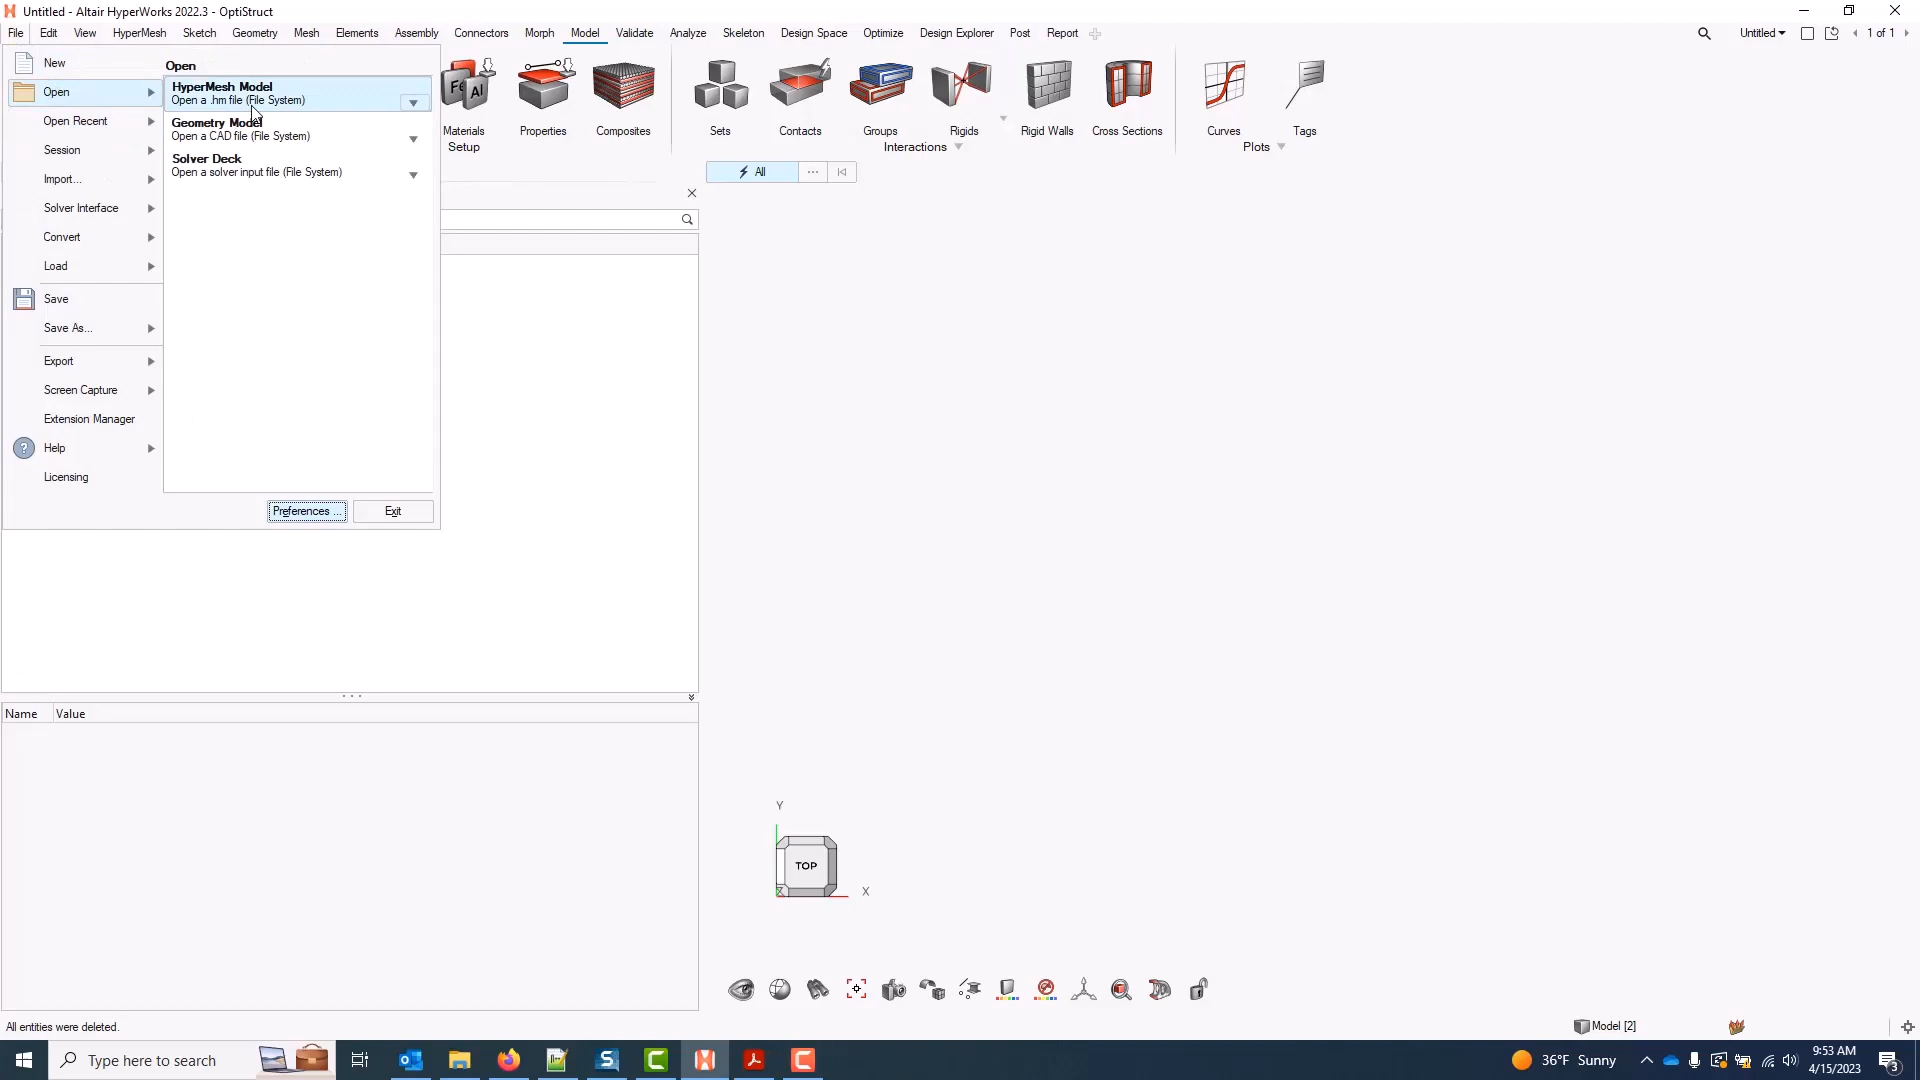 Untitled - Altair HyperWorks 2022.3 - OptiStruct
File Edit View HyperMesh Sketch Geometry Mesh Elements Assembly Connectors Morph Model Validate Analyze Skeleton Design Space Optimize Design Explorer Post Report Untitled 1 of 1
New
Open
Open Recent
Session
Import...
Solver Interface
Convert
Load
Save
Save As...
Export
Screen Capture
Extension Manager
Help
Licensing
Open
HyperMesh Model
Open a .hm file (File System)
Geometry Model
Open a CAD file (File System)
Solver Deck
Open a solver input file (File System)
Preferences ... Exit
Fe Al
Materials Properties Composites Sets Contacts Groups Rigids Rigid Walls Cross Sections Curves Tags
Setup Interactions Plots
All
Name Value
Y
TOP
Z X
All entities were deleted.
Model [2]
Type here to search
36°F Sunny
9:53 AM
4/15/2023
3